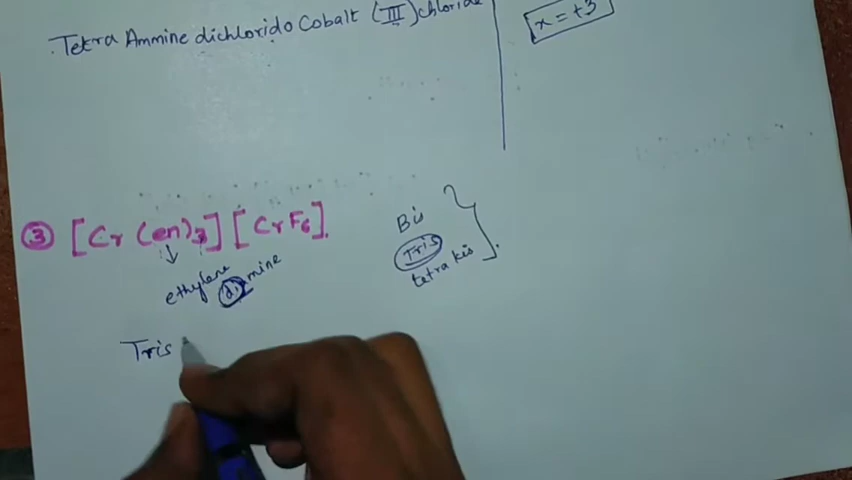 Tetra Ammine dichlorido Cobalt (III) chloride
x = +3
③ [Cr (en)3] [CrF6].
ethylene diamine
Bis
Tris
tetra kis
Tris